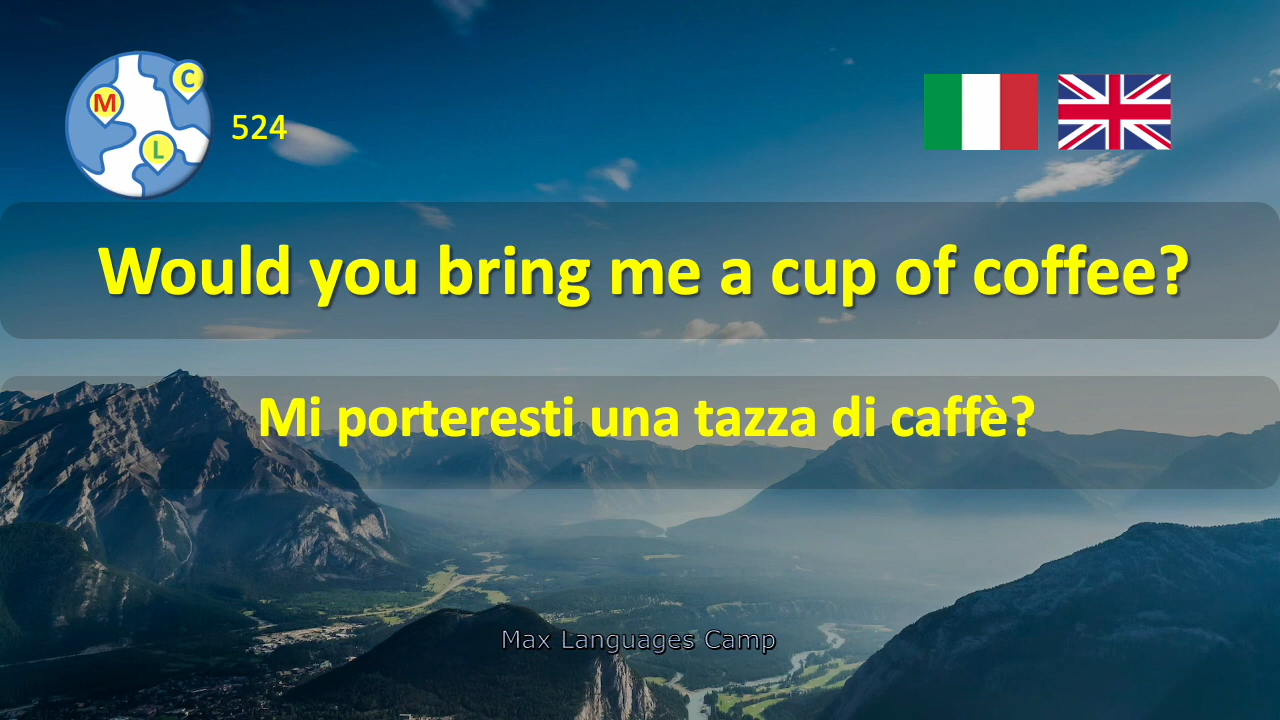 M
C
L
524
Would you bring me a cup of coffee?
Mi porteresti una tazza di caffè?
Max Languages Camp